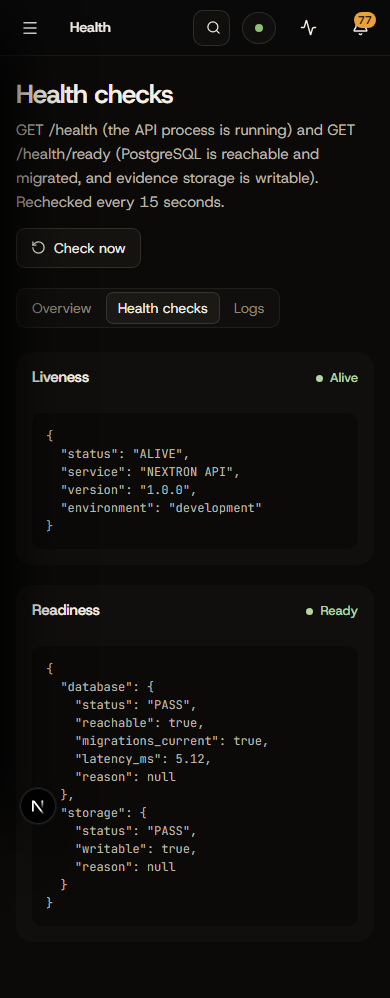 Health
77
Health checks
GET /health (the API process is running) and GET
/health/ready (PostgreSQL is reachable and
migrated, and evidence storage is writable).
Rechecked every 15 seconds.
Check now
Overview Health checks Logs
Liveness Alive
{
  "status": "ALIVE",
  "service": "NEXTRON API",
  "version": "1.0.0",
  "environment": "development"
}
Readiness Ready
{
  "database": {
    "status": "PASS",
    "reachable": true,
    "migrations_current": true,
    "latency_ms": 5.12,
    "reason": null
  },
  "storage": {
    "status": "PASS",
    "writable": true,
    "reason": null
  }
}
N